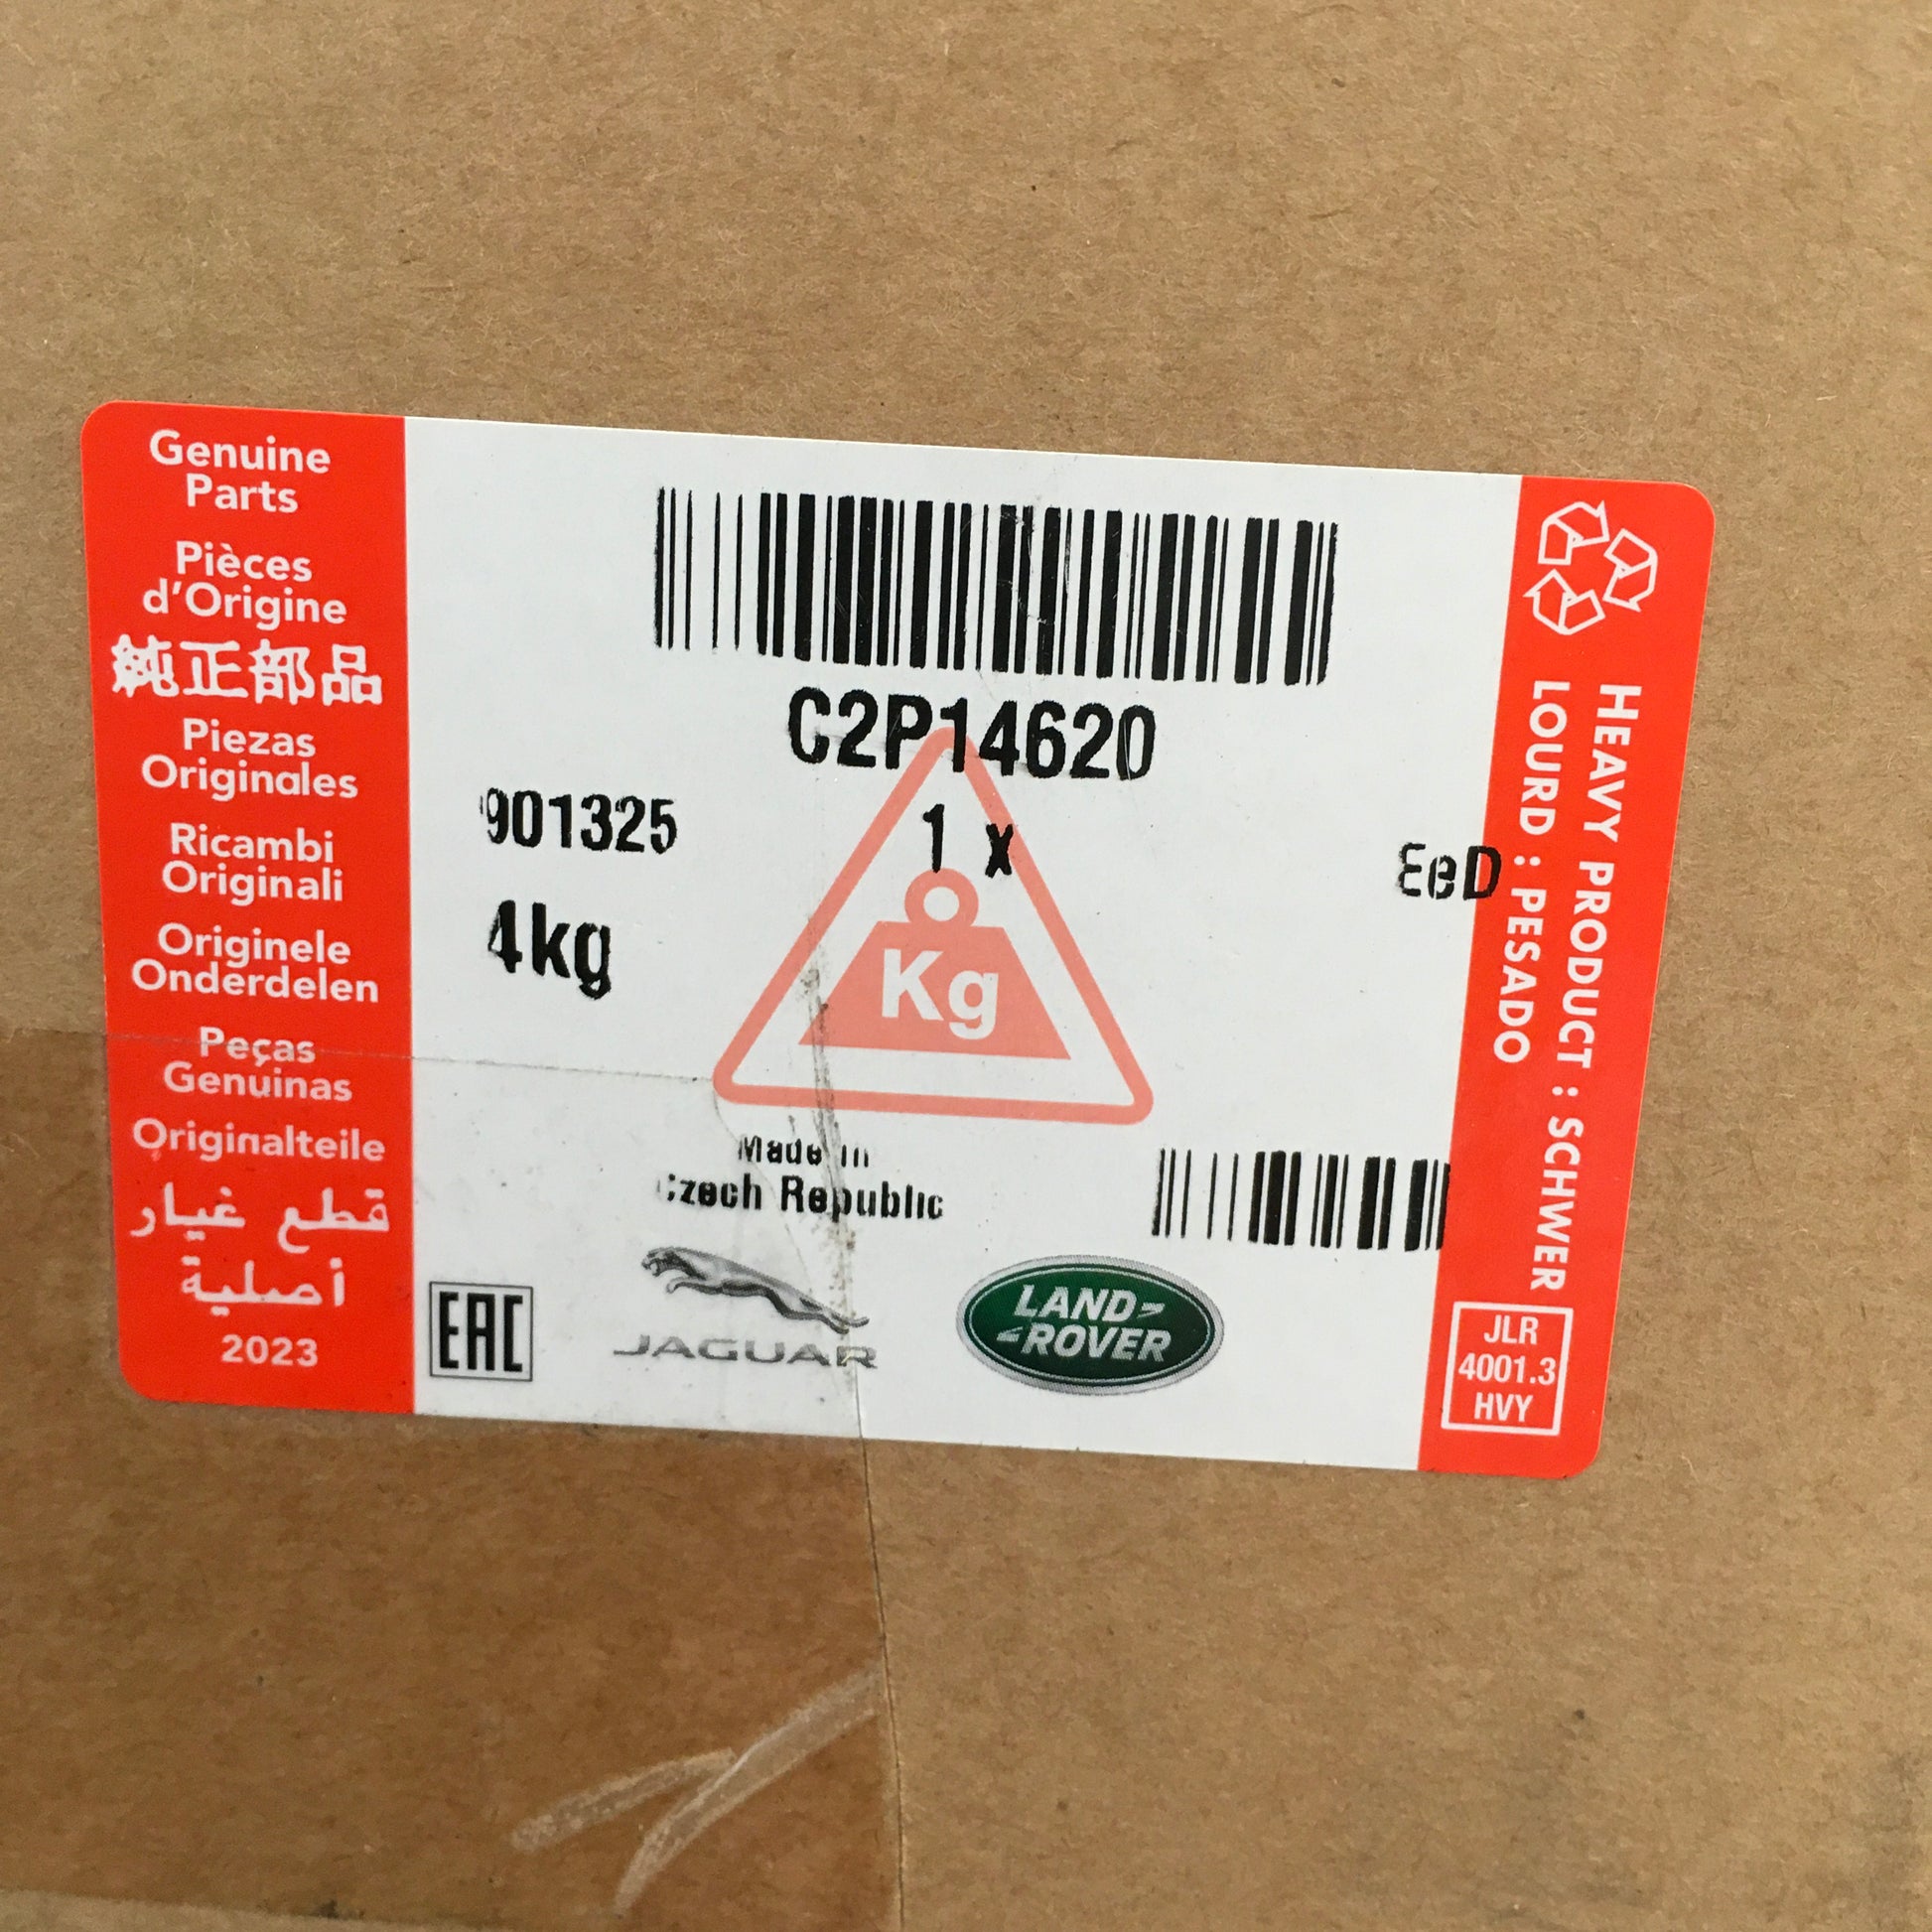 Genuine
Parts
Pièces
d'Origine
純正部品
Piezas
Originales
Ricambi
Originali
Originele
Onderdelen
Peças
Genuinas
Originalteile
قطع غيار
أصلية
2023
C2P14620
901325
1 x
4kg
Kg
Made in
Czech Republic
EAC
JAGUAR
LAND
ROVER
HEAVY PRODUCT : SCHWER
LOURD : PESADO
JLR
4001.3
HVY